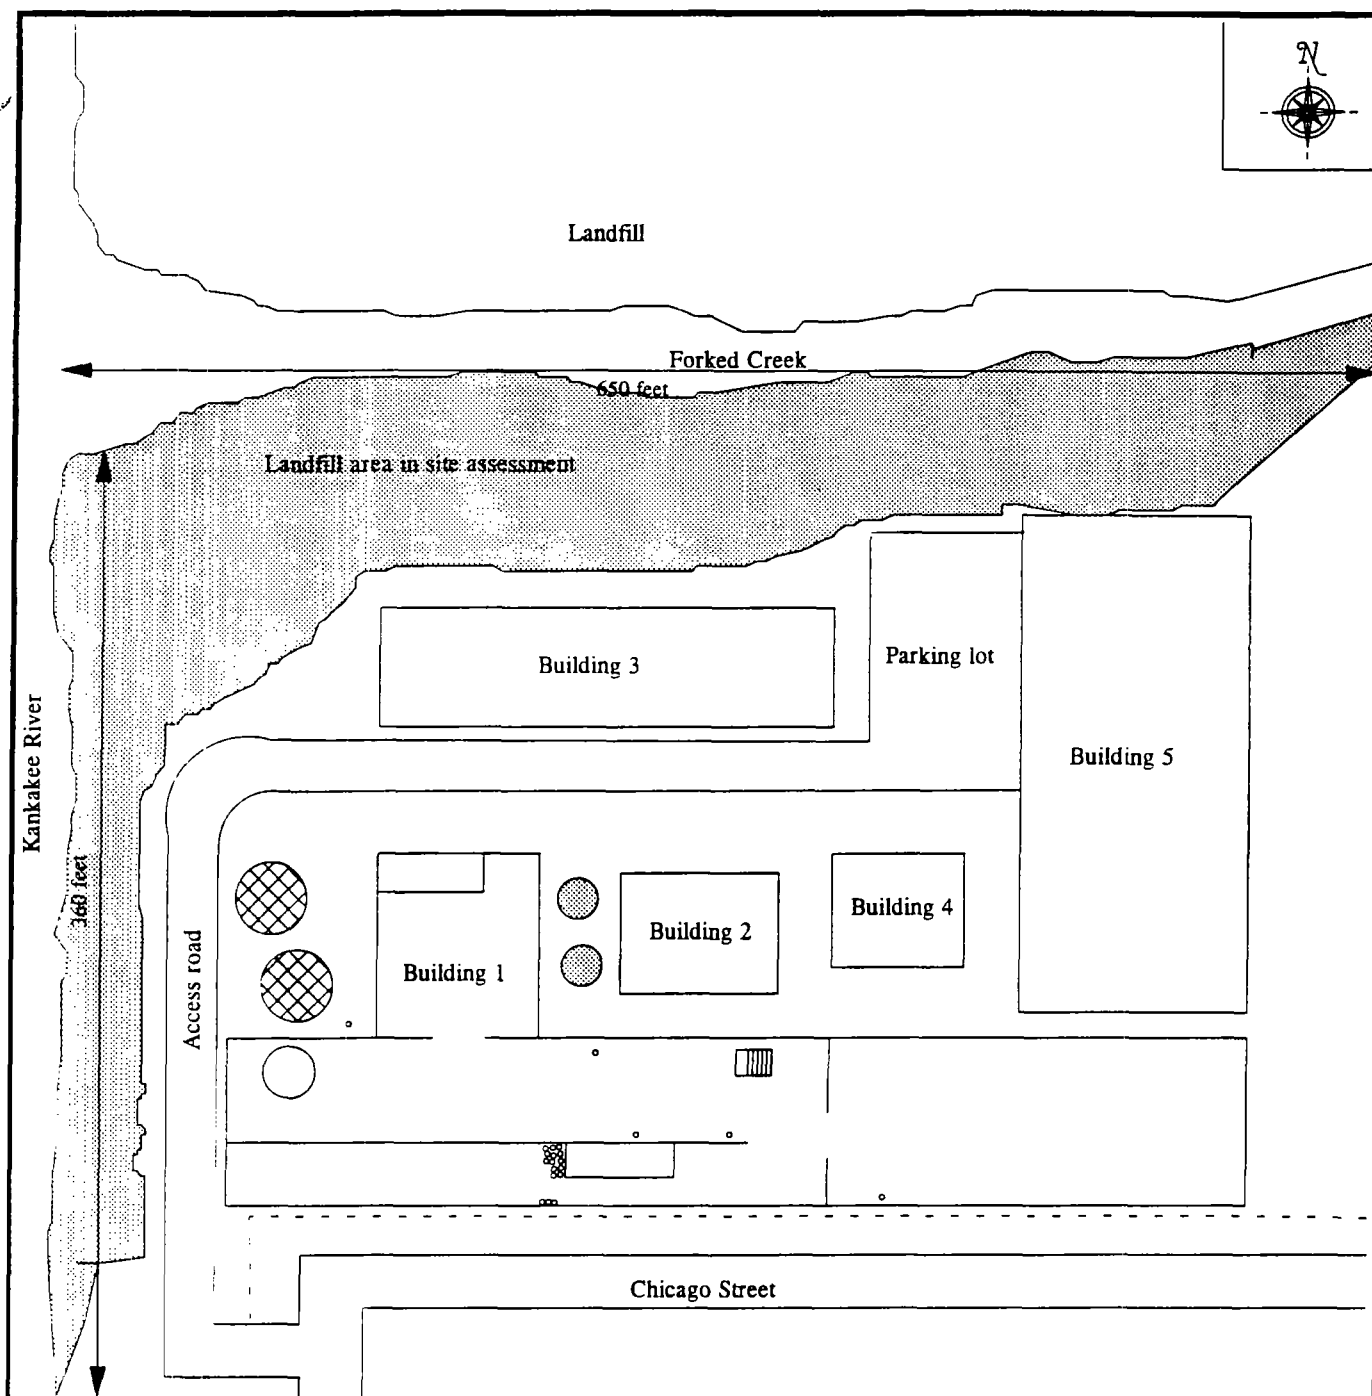 N
Landfill
Forked Creek
650 feet
Landfill area in site assessment
Building 3
Parking lot
Kankakee River
Building 5
360 feet
Building 4
Building 2
Access road
Building 1
Chicago Street